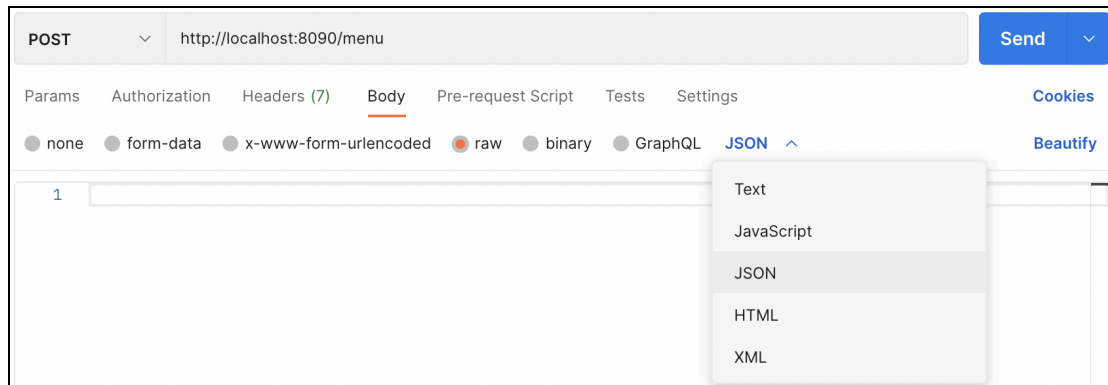 POST http://localhost:8090/menu Send
Params Authorization Headers (7) Body Pre-request Script Tests Settings Cookies
none form-data x-www-form-urlencoded raw binary GraphQL JSON Beautify
1
Text
JavaScript
JSON
HTML
XML